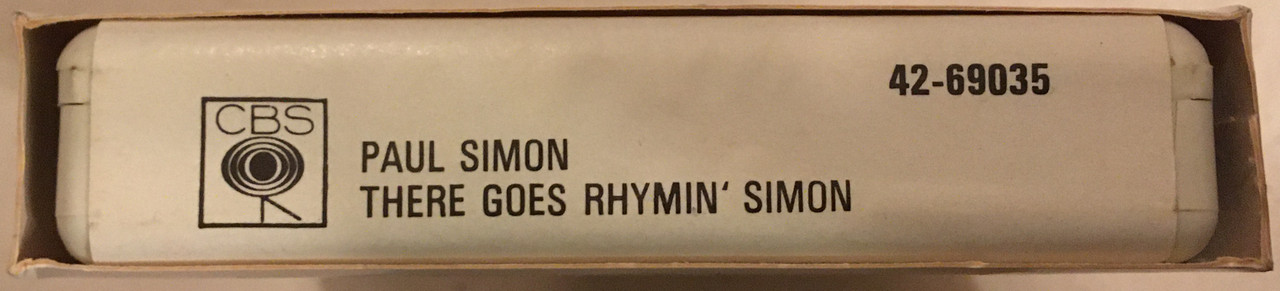 42-69035
CBS
PAUL SIMON
THERE GOES RHYMIN' SIMON